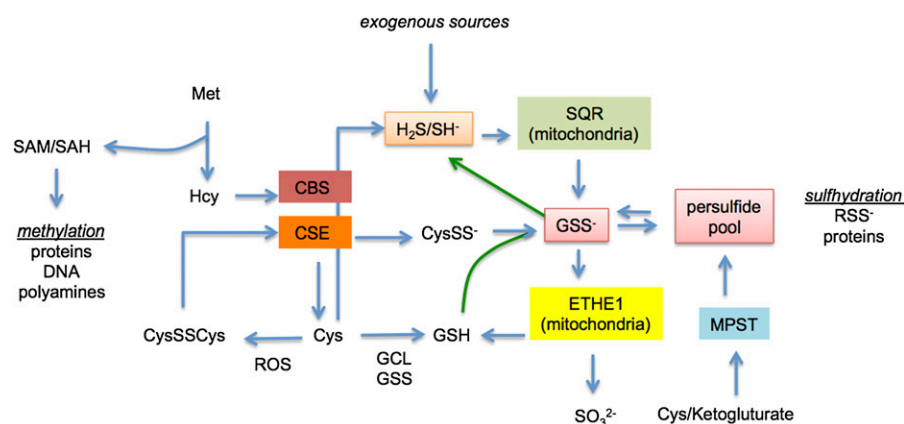 exogenous sources
Met
H₂S/SH⁻
SQR
(mitochondria)
SAM/SAH
Hcy
CBS
methylation
proteins
DNA
polyamines
CSE
CysSS⁻
GSS⁻
persulfide
pool
sulfhydration
RSS⁻
proteins
ETHE1
(mitochondria)
MPST
CysSSCys
ROS
Cys
GCL
GSS
GSH
SO₃²⁻
Cys/Ketogluturate